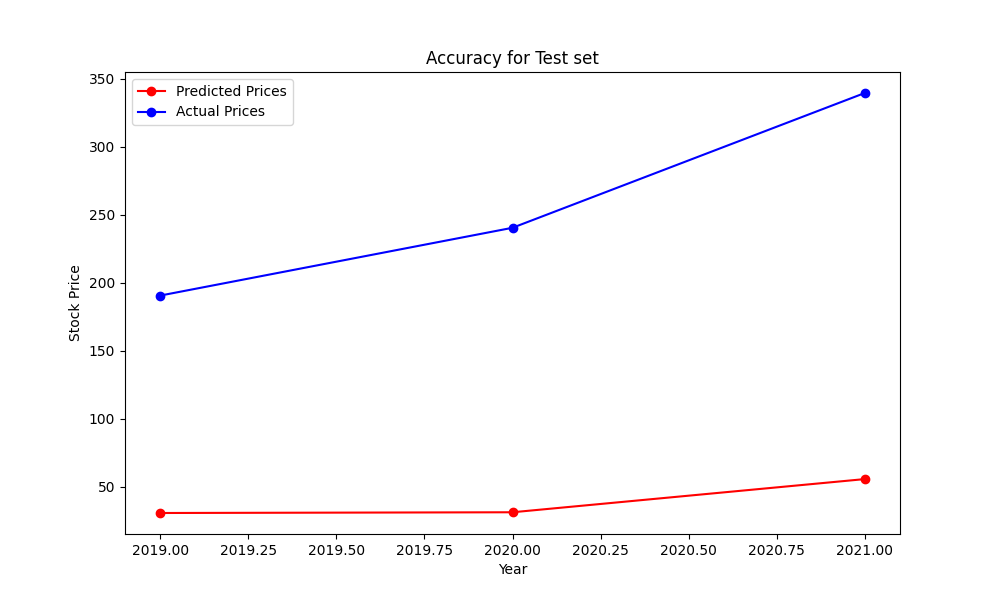 Accuracy for Test set
Predicted Prices
Actual Prices
350
300
250
200
150
100
50
Stock Price
2019.00 2019.25 2019.50 2019.75 2020.00 2020.25 2020.50 2020.75 2021.00
Year